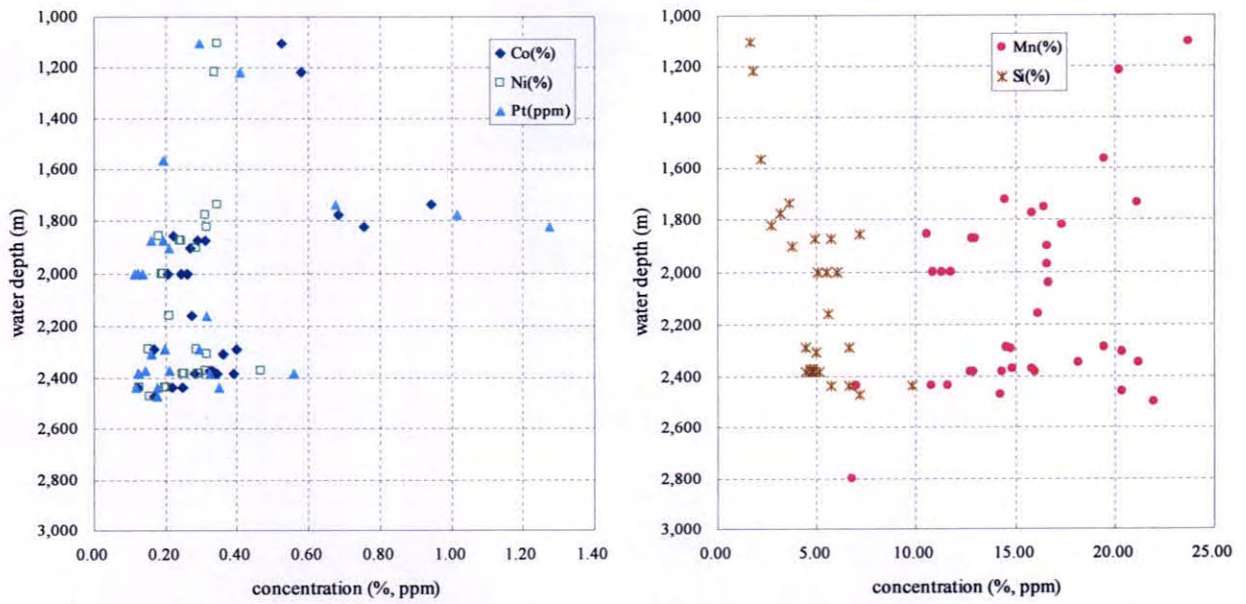 1,000
1,200
1,400
1,600
1,800
2,000
2,200
2,400
2,600
2,800
3,000
water depth (m)
Co(%)
Ni(%)
Pt(ppm)
0.00 0.20 0.40 0.60 0.80 1.00 1.20 1.40
concentration (%, ppm)
1,000
1,200
1,400
1,600
1,800
2,000
2,200
2,400
2,600
2,800
3,000
water depth (m)
Mn(%)
Si(%)
0.00 5.00 10.00 15.00 20.00 25.00
concentration (%, ppm)